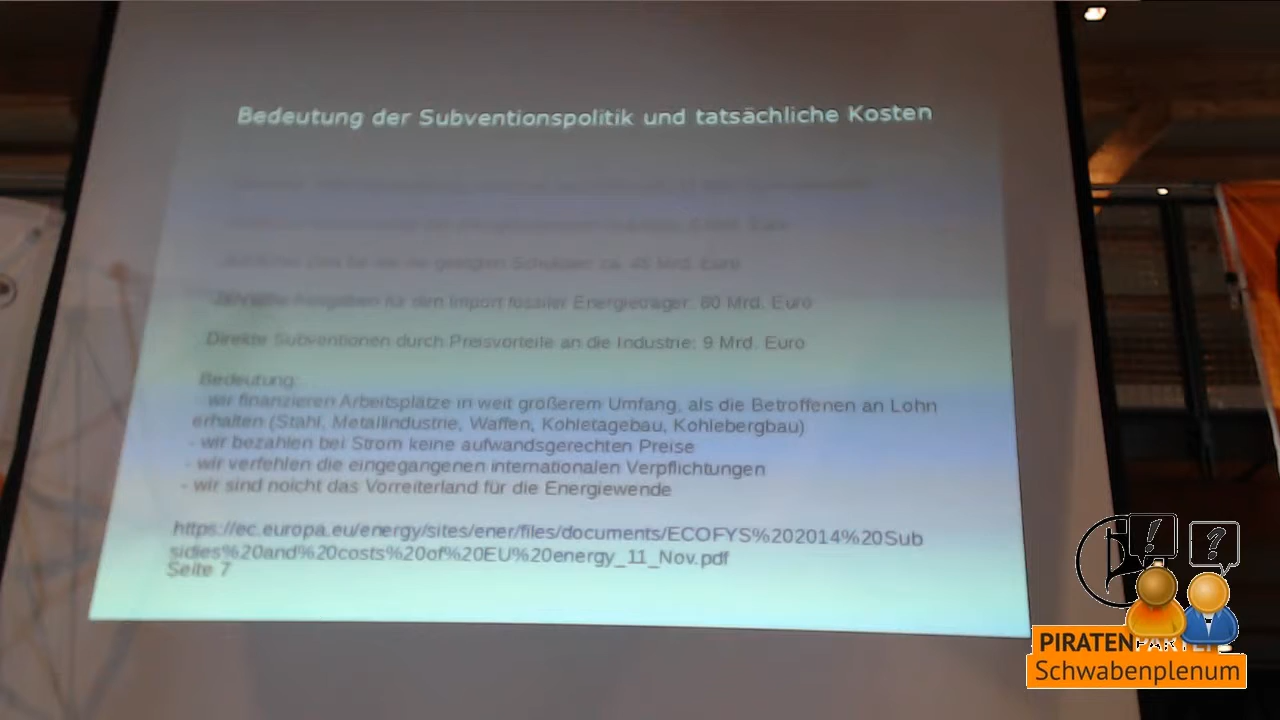 Bedeutung der Subventionspolitik und tatsächliche Kosten
ca. 45 Mrd. Euro
für den Import fossiler Energieträger: 80 Mrd. Euro
Direkte Subventionen durch Preisvorteile an die Industrie: 9 Mrd. Euro
Bedeutung:
- wir finanzieren Arbeitsplätze in weit größerem Umfang, als die Betroffenen an Lohn
erhalten (Stahl, Metallindustrie, Waffen, Kohletagebau, Kohlebergbau)
- wir bezahlen bei Strom keine aufwandsgerechten Preise
- wir verfehlen die eingegangenen internationalen Verpflichtungen
- wir sind noicht das Vorreiterland für die Energiewende
https://ec.europa.eu/energy/sites/ener/files/documents/ECOFYS%202014%20Sub
sidies%20and%20costs%20of%20EU%20energy_11_Nov.pdf
Seite 7
! ?
PIRATENPARTEI
Schwabenplenum